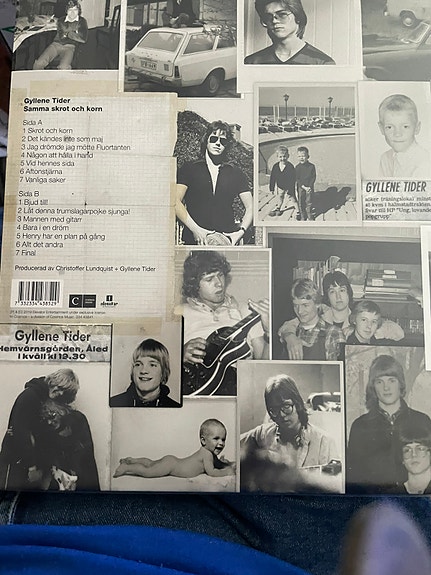 Gyllene Tider
Samma skrot och korn
Sida A
1 Skrot och korn
2 Det kändes inte som maj
3 Jag drömde jag mötte Fluortanten
4 Någon att hålla i hand
5 Vid hennes sida
6 Aftonstjärna
7 Vanliga saker
Sida B
1 Bjud till!
2 Låt denna trumslagarpojke sjunga!
3 Mannen med gitarr
4 Bara i en dröm
5 Henry har en plan på gång
6 Allt det andra
7 Final
Producerad av Christoffer Lundquist + Gyllene Tider
7 332334 438529
GYLLENE TIDER
Gyllene Tider
Hemvärnsgården, Åled
i kväll kl 19.30